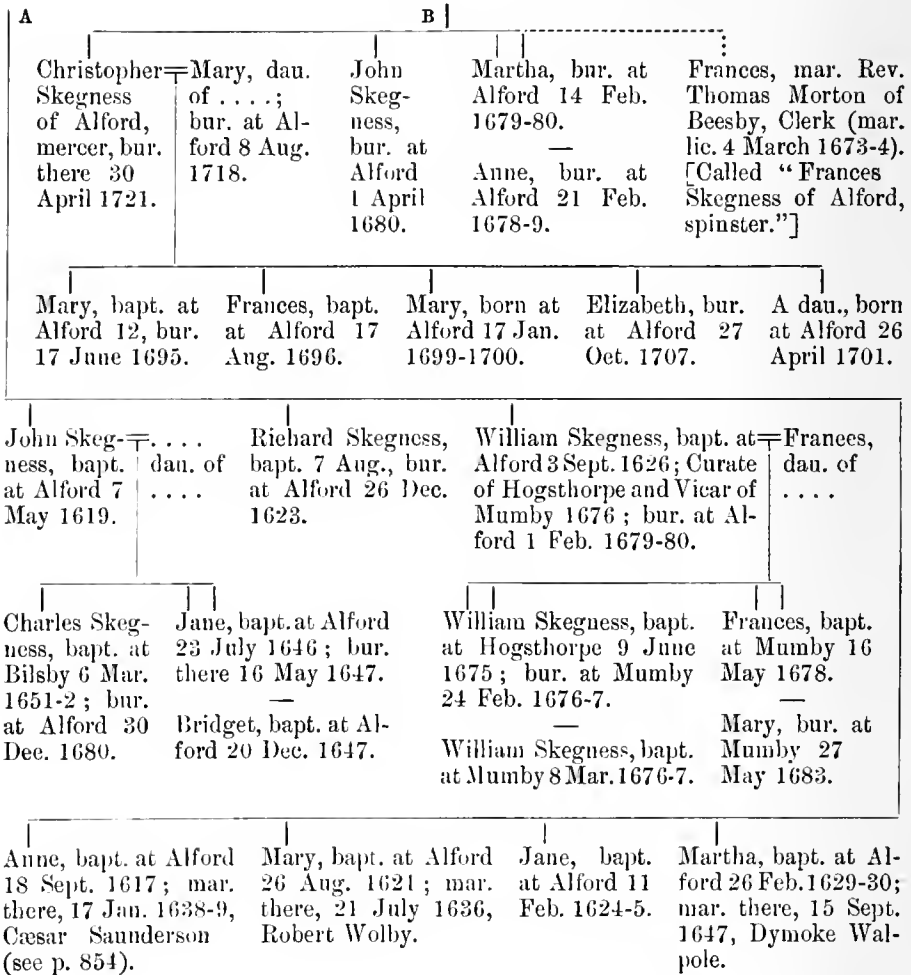 A
B
Christopher Skegness of Alford, mercer, bur. there 30 April 1721.
=
Mary, dau. of . . . . ; bur. at Alford 8 Aug. 1718.
John Skegness, bur. at Alford 1 April 1680.
Martha, bur. at Alford 14 Feb. 1679-80.
—
Anne, bur. at Alford 21 Feb. 1678-9.
Frances, mar. Rev. Thomas Morton of Beesby, Clerk (mar. lic. 4 March 1673-4). [Called “Frances Skegness of Alford, spinster.”]
Mary, bapt. at Alford 12, bur. 17 June 1695.
Frances, bapt. at Alford 17 Aug. 1696.
Mary, born at Alford 17 Jan. 1699-1700.
Elizabeth, bur. at Alford 27 Oct. 1707.
A dau., born at Alford 26 April 1701.
John Skegness, bapt. at Alford 7 May 1619.
=
. . . . dau. of . . . .
Richard Skegness, bapt. 7 Aug., bur. at Alford 26 Dec. 1623.
William Skegness, bapt. at Alford 3 Sept. 1626; Curate of Hogsthorpe and Vicar of Mumby 1676 ; bur. at Alford 1 Feb. 1679-80.
=
Frances, dau. of . . . .
Charles Skegness, bapt. at Bilsby 6 Mar. 1651-2 ; bur. at Alford 30 Dec. 1680.
Jane, bapt. at Alford 23 July 1646 ; bur. there 16 May 1647.
—
Bridget, bapt. at Alford 20 Dec. 1647.
William Skegness, bapt. at Hogsthorpe 9 June 1675 ; bur. at Mumby 24 Feb. 1676-7.
—
William Skegness, bapt. at Mumby 8 Mar. 1676-7.
Frances, bapt. at Mumby 16 May 1678.
—
Mary, bur. at Mumby 27 May 1683.
Anne, bapt. at Alford 18 Sept. 1617 ; mar. there, 17 Jan. 1638-9, Cæsar Saunderson (see p. 854).
Mary, bapt. at Alford 26 Aug. 1621 ; mar. there, 21 July 1636, Robert Wolby.
Jane, bapt. at Alford 11 Feb. 1624-5.
Martha, bapt. at Alford 26 Feb. 1629-30; mar. there, 15 Sept. 1647, Dymoke Walpole.